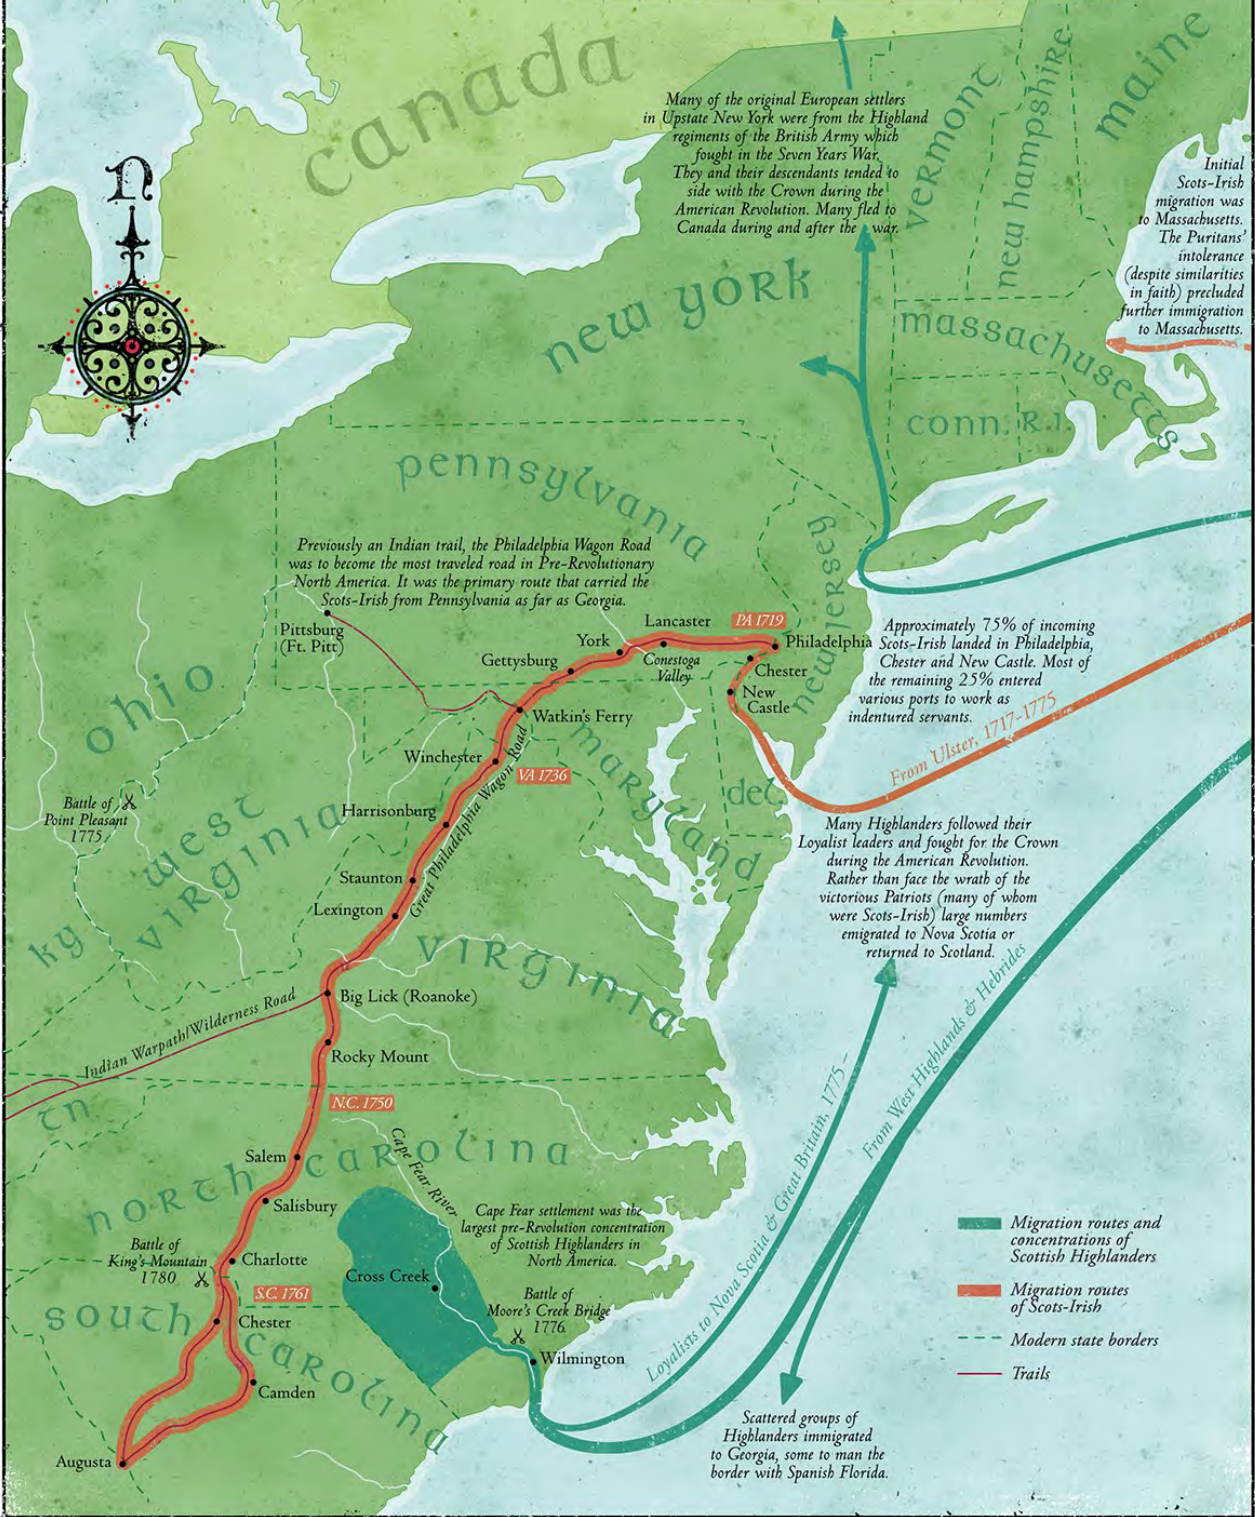 canada
n
Many of the original European settlers
in Upstate New York were from the Highland
regiments of the British Army which
fought in the Seven Years War.
They and their descendants tended to
side with the Crown during the
American Revolution. Many fled to
Canada during and after the war.
vermont
new hampshire
maine
Initial
Scots-Irish
migration was
to Massachusetts.
The Puritans'
intolerance
(despite similarities
in faith) precluded
further immigration
to Massachusetts.
new york
massachusetts
conn.
R.I.
pennsylvania
new jersey
Previously an Indian trail, the Philadelphia Wagon Road
was to become the most traveled road in Pre-Revolutionary
North America. It was the primary route that carried the
Scots-Irish from Pennsylvania as far as Georgia.
Pittsburg
(Ft. Pitt)
Lancaster
PA 1719
York
Philadelphia
Gettysburg
Conestoga
Valley
Chester
New
Castle
Approximately 75% of incoming
Scots-Irish landed in Philadelphia,
Chester and New Castle. Most of
the remaining 25% entered
various ports to work as
indentured servants.
From Ulster, 1717-1775
ohio
Watkin's Ferry
Winchester
VA 1736
maryland
del.
Battle of
Point Pleasant
1775
west
virginia
Harrisonburg
Great Philadelphia Wagon Road
Staunton
Lexington
ky
virginia
Many Highlanders followed their
Loyalist leaders and fought for the Crown
during the American Revolution.
Rather than face the wrath of the
victorious Patriots (many of whom
were Scots-Irish) large numbers
emigrated to Nova Scotia or
returned to Scotland.
Big Lick (Roanoke)
Indian Warpath/Wilderness Road
Rocky Mount
tn
N.C. 1750
From West Highlands & Hebrides
Loyalists to Nova Scotia & Great Britain, 1775–
Salem
north carolina
Cape Fear River
Salisbury
Cape Fear settlement was the
largest pre-Revolution concentration
of Scottish Highlanders in
North America.
Battle of
King's Mountain
1780
Charlotte
Cross Creek
S.C. 1761
Battle of
Moore's Creek Bridge
1776
south
carolina
Chester
Wilmington
Camden
Augusta
Scattered groups of
Highlanders immigrated
to Georgia, some to man the
border with Spanish Florida.
Migration routes and
concentrations of
Scottish Highlanders
Migration routes
of Scots-Irish
Modern state borders
Trails